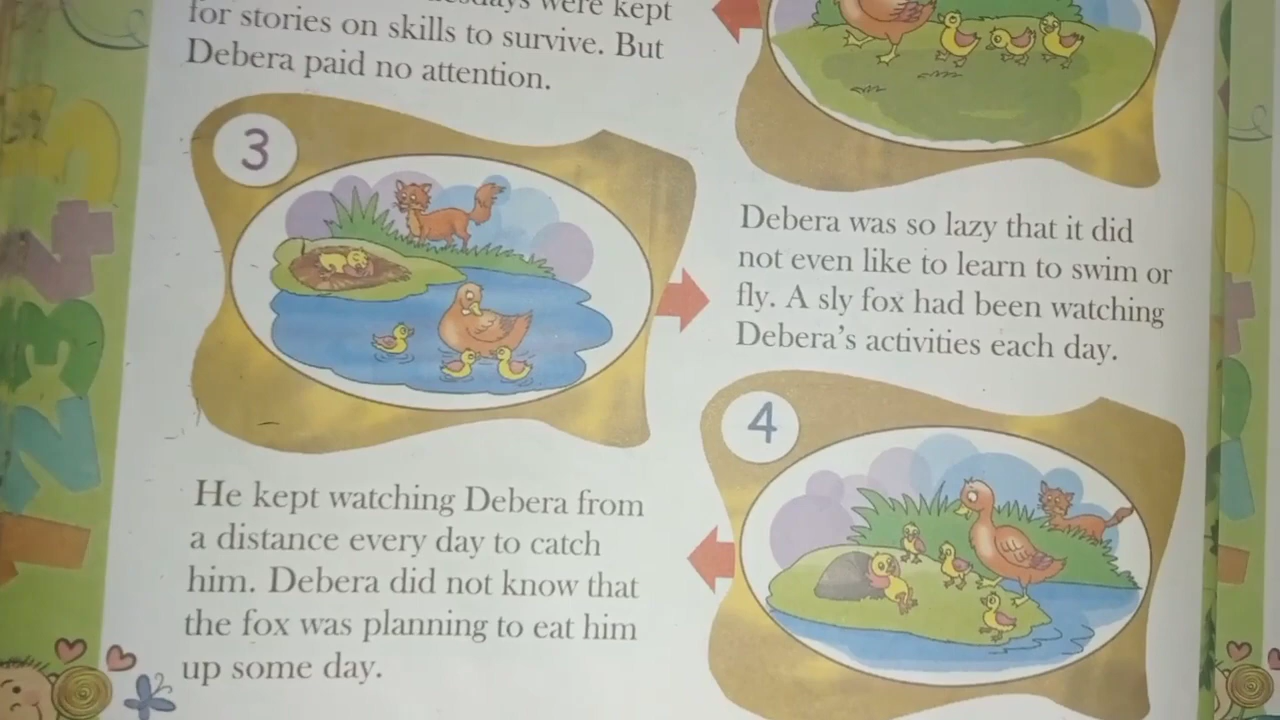 were kept
for stories on skills to survive. But
Debera paid no attention.
3
Debera was so lazy that it did
not even like to learn to swim or
fly. A sly fox had been watching
Debera's activities each day.
4
He kept watching Debera from
a distance every day to catch
him. Debera did not know that
the fox was planning to eat him
up some day.